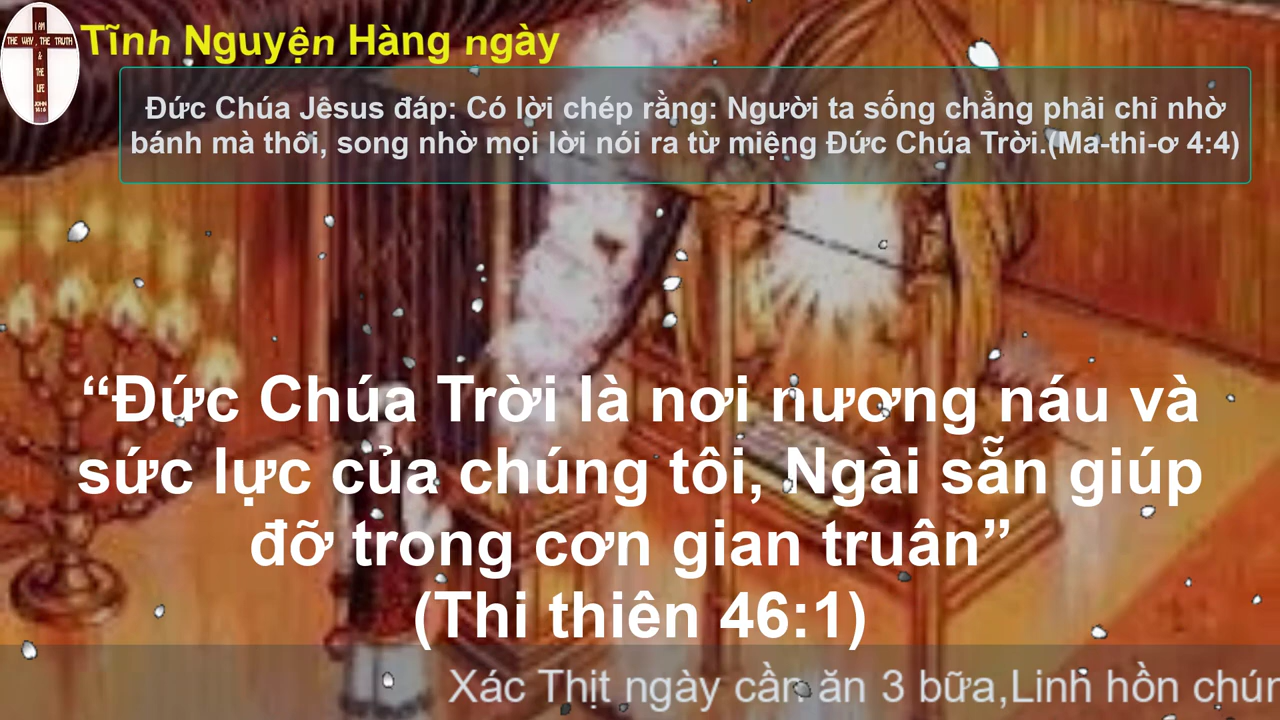 I AM
THE WAY, THE TRUTH
&
THE
LIFE
JOHN
Tĩnh Nguyện Hàng ngày
Đức Chúa Jêsus đáp: Có lời chép rằng: Người ta sống chẳng phải chỉ nhờ
bánh mà thôi, song nhờ mọi lời nói ra từ miệng Đức Chúa Trời.(Ma-thi-ơ 4:4)
“Đức Chúa Trời là nơi nương náu và
sức lực của chúng tôi, Ngài sẵn giúp
đỡ trong cơn gian truân”
(Thi thiên 46:1)
Xác Thịt ngày cần ăn 3 bữa,Linh hồn